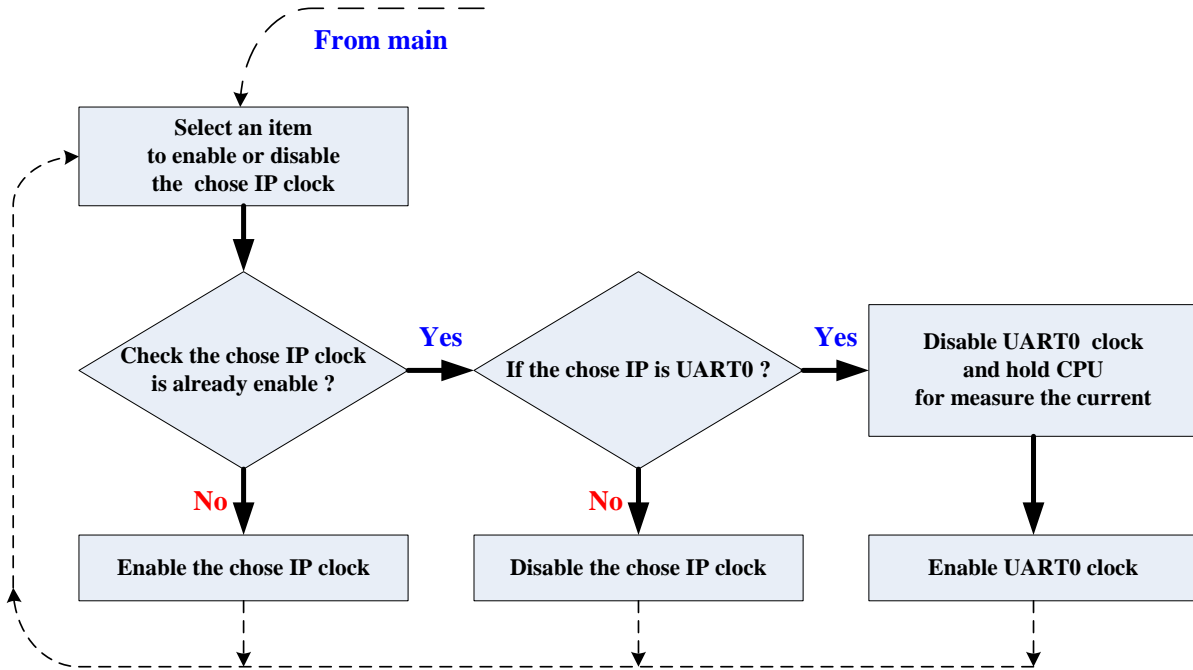 From main
Select an item
to enable or disable
the chose IP clock
Check the chose IP clock
is already enable ?
Yes
If the chose IP is UART0 ?
Yes
Disable UART0 clock
and hold CPU
for measure the current
No
No
Enable the chose IP clock
Disable the chose IP clock
Enable UART0 clock